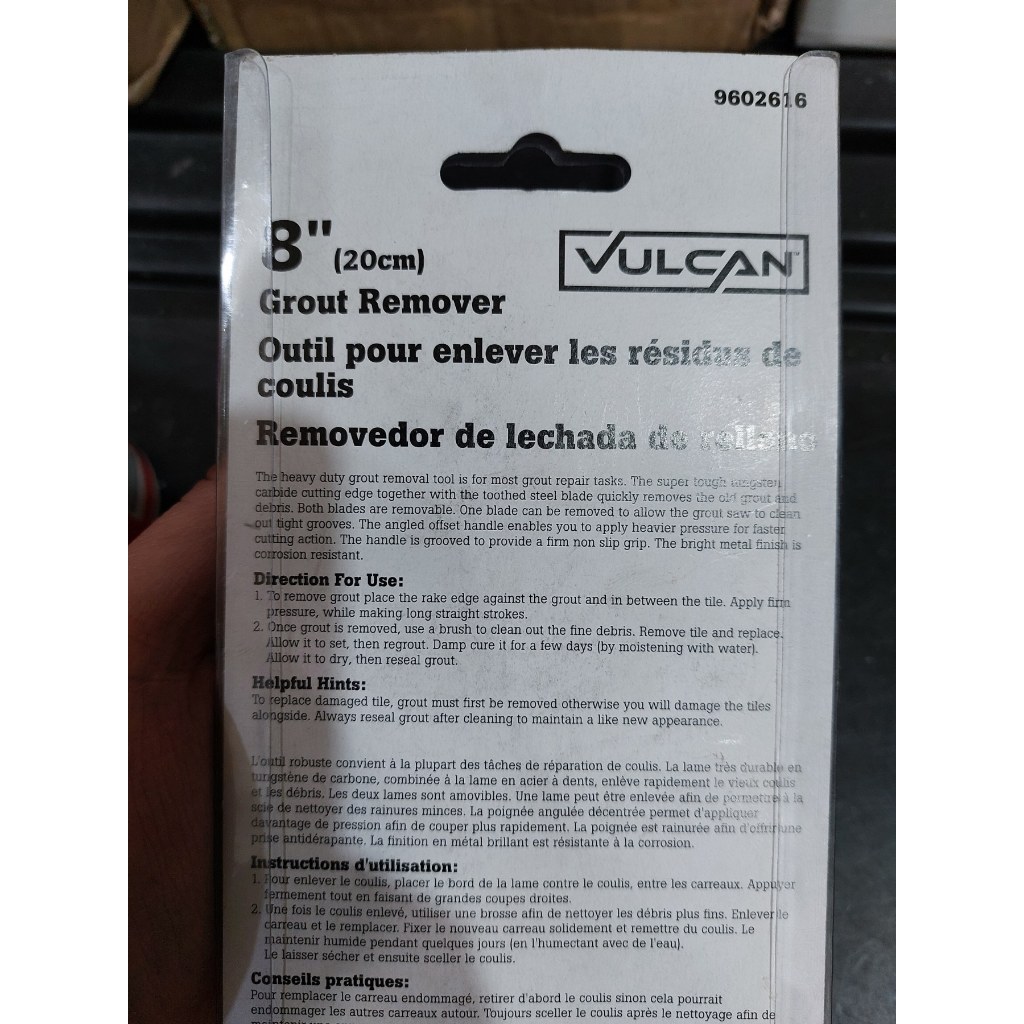 9602616
8" (20cm)
VULCAN™
Grout Remover
Outil pour enlever les résidus de
coulis
Removedor de lechada de relleno
The heavy duty grout removal tool is for most grout repair tasks. The super tough tungsten
carbide cutting edge together with the toothed steel blade quickly removes the old grout and
debris. Both blades are removable. One blade can be removed to allow the grout saw to clean
out tight grooves. The angled offset handle enables you to apply heavier pressure for faster
cutting action. The handle is grooved to provide a firm non slip grip. The bright metal finish is
corrosion resistant.
Direction For Use:
1. To remove grout place the rake edge against the grout and in between the tile. Apply firm
pressure, while making long straight strokes.
2. Once grout is removed, use a brush to clean out the fine debris. Remove tile and replace.
Allow it to set, then regrout. Damp cure it for a few days (by moistening with water).
Allow it to dry, then reseal grout.
Helpful Hints:
To replace damaged tile, grout must first be removed otherwise you will damage the tiles
alongside. Always reseal grout after cleaning to maintain a like new appearance.
L'outil robuste convient à la plupart des tâches de réparation de coulis. La lame très durable en
tungstène de carbone, combinée à la lame en acier à dents, enlève rapidement le vieux coulis
et les débris. Les deux lames sont amovibles. Une lame peut être enlevée afin de permettre à la
scie de nettoyer des rainures minces. La poignée angulée décentrée permet d'appliquer
davantage de pression afin de couper plus rapidement. La poignée est rainurée afin d'offrir une
prise antidérapante. La finition en métal brillant est résistante à la corrosion.
Instructions d'utilisation:
1. Pour enlever le coulis, placer le bord de la lame contre le coulis, entre les carreaux. Appuyer
fermement tout en faisant de grandes coupes droites.
2. Une fois le coulis enlevé, utiliser une brosse afin de nettoyer les débris plus fins. Enlever le
carreau et le remplacer. Fixer le nouveau carreau solidement et remettre du coulis. Le
maintenir humide pendant quelques jours (en l'humectant avec de l'eau).
Le laisser sécher et ensuite sceller le coulis.
Conseils pratiques:
Pour remplacer le carreau endommagé, retirer d'abord le coulis sinon cela pourrait
endommager les autres carreaux autour. Toujours sceller le coulis après le nettoyage afin de